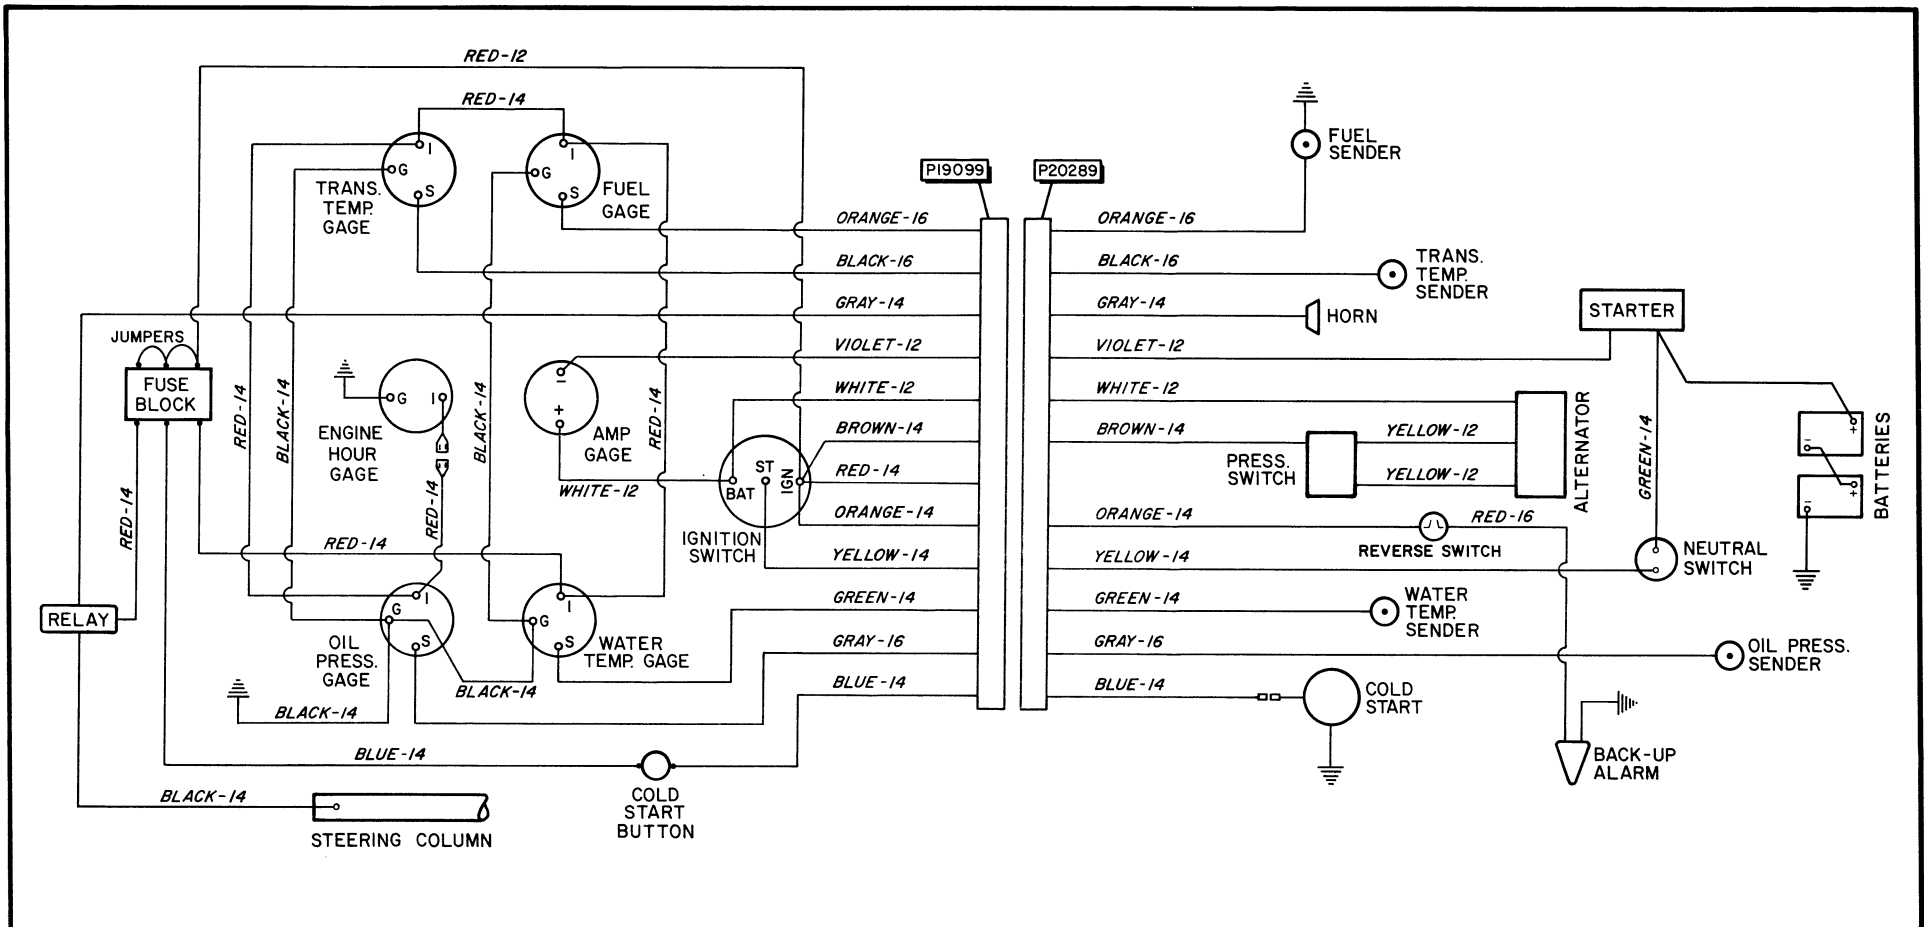 RED-12
RED-14
I
G
S
TRANS.
TEMP.
GAGE
I
G
S
FUEL
GAGE
P19099
P20289
FUEL
SENDER
ORANGE-16
ORANGE-16
BLACK-16
BLACK-16
TRANS.
TEMP.
SENDER
GRAY-14
GRAY-14
HORN
STARTER
JUMPERS
FUSE
BLOCK
VIOLET-12
VIOLET-12
RED-14
BLACK-14
G
I
ENGINE
HOUR
GAGE
BLACK-14
-
+
AMP
GAGE
RED-14
WHITE-12
WHITE-12
WHITE-12
BROWN-14
BROWN-14
ST
BAT
IGN
IGNITION
SWITCH
RED-14
PRESS.
SWITCH
YELLOW-12
YELLOW-12
ALTERNATOR
GREEN-14
-
+
-
+
BATTERIES
RED-14
RED-14
RED-14
ORANGE-14
ORANGE-14
RED-16
REVERSE SWITCH
YELLOW-14
YELLOW-14
NEUTRAL
SWITCH
RELAY
G
I
S
OIL
PRESS.
GAGE
I
G
S
WATER
TEMP. GAGE
GREEN-14
GREEN-14
WATER
TEMP.
SENDER
GRAY-16
GRAY-16
OIL PRESS.
SENDER
BLACK-14
BLACK-14
BLUE-14
BLUE-14
COLD
START
BLUE-14
COLD
START
BUTTON
BACK-UP
ALARM
BLACK-14
STEERING COLUMN